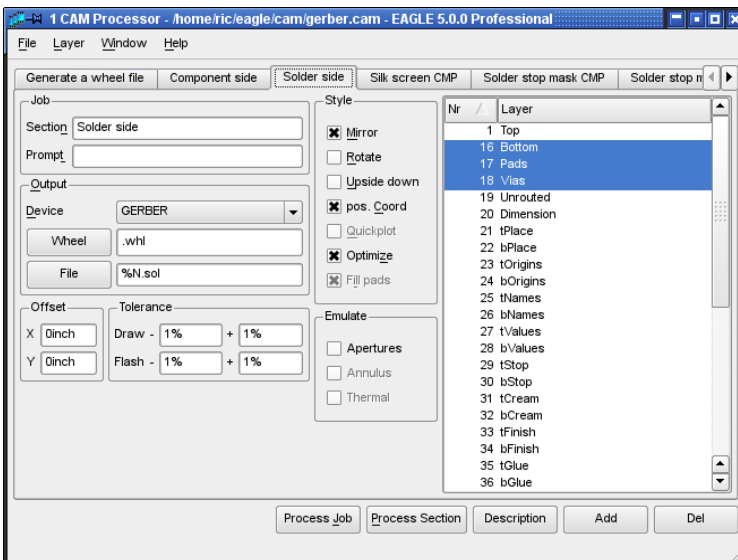 1 CAM Processor - /home/ric/eagle/cam/gerber.cam - EAGLE 5.0.0 Professional
File Layer Window Help
Generate a wheel file Component side Solder side Silk screen CMP Solder stop mask CMP Solder stop
Job
Section Solder side
Prompt
Output
Device GERBER
Wheel .whl
File %N.sol
Offset
X 0inch
Y 0inch
Tolerance
Draw - 1% + 1%
Flash - 1% + 1%
Style
Mirror
Rotate
Upside down
pos. Coord
Quickplot
Optimize
Fill pads
Emulate
Apertures
Annulus
Thermal
Nr Layer
1 Top
16 Bottom
17 Pads
18 Vias
19 Unrouted
20 Dimension
21 tPlace
22 bPlace
23 tOrigins
24 bOrigins
25 tNames
26 bNames
27 tValues
28 bValues
29 tStop
30 bStop
31 tCream
32 bCream
33 tFinish
34 bFinish
35 tGlue
36 bGlue
Process Job Process Section Description Add Del